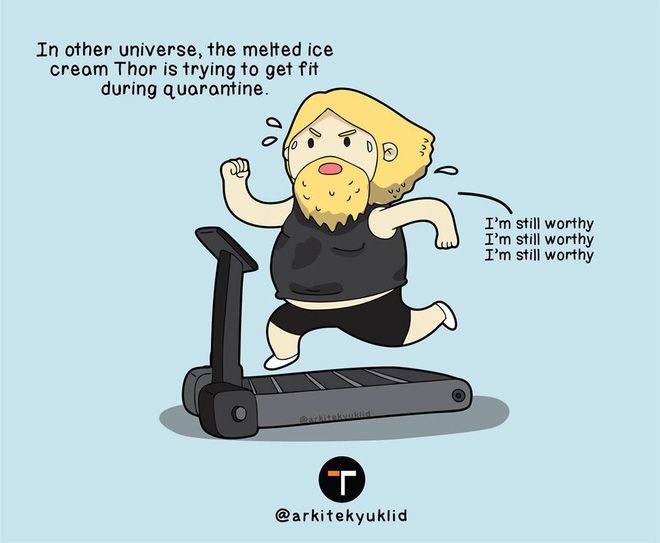 In other universe, the melted ice
cream Thor is trying to get fit
during quarantine.
I'm still worthy
I'm still worthy
I'm still worthy
@arkitekyuklid
T
@arkitekyuklid